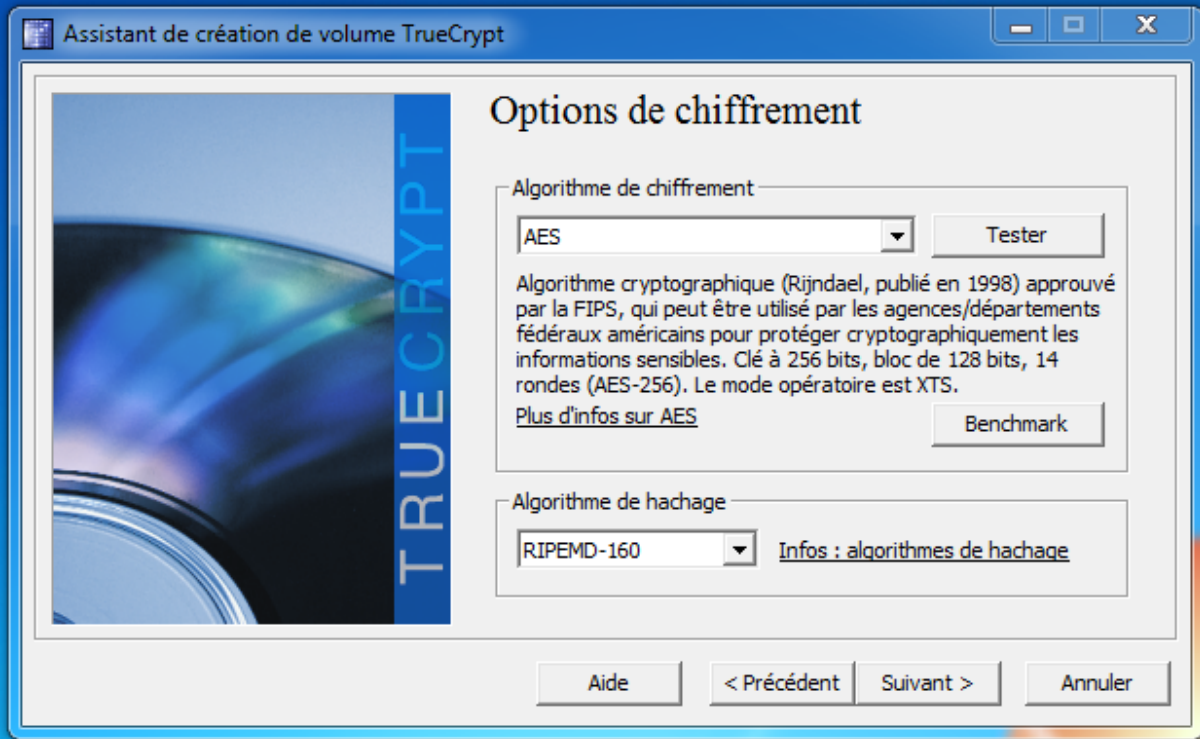 Assistant de création de volume TrueCrypt
TRUECRYPT
Options de chiffrement
Algorithme de chiffrement
AES
Tester
Algorithme cryptographique (Rijndael, publié en 1998) approuvé
par la FIPS, qui peut être utilisé par les agences/départements
fédéraux américains pour protéger cryptographiquement les
informations sensibles. Clé à 256 bits, bloc de 128 bits, 14
rondes (AES-256). Le mode opératoire est XTS.
Plus d'infos sur AES
Benchmark
Algorithme de hachage
RIPEMD-160
Infos : algorithmes de hachage
Aide
< Précédent
Suivant >
Annuler